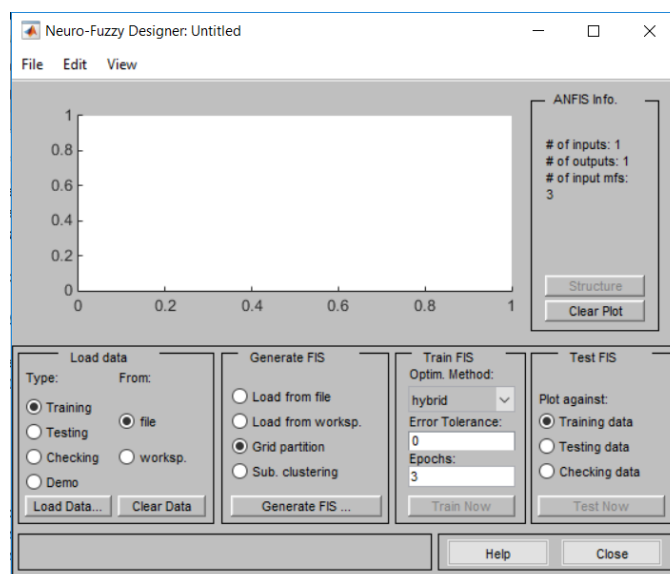 Neuro-Fuzzy Designer: Untitled
File Edit View
ANFIS Info.
# of inputs: 1
# of outputs: 1
# of input mfs:
3
Structure
Clear Plot
1
0.8
0.6
0.4
0.2
0
0 0.2 0.4 0.6 0.8 1
Load data
Type: From:
Training
file
Testing
Checking
worksp.
Demo
Load Data... Clear Data
Generate FIS
Load from file
Load from worksp.
Grid partition
Sub. clustering
Generate FIS ...
Train FIS
Optim. Method:
hybrid
Error Tolerance:
0
Epochs:
3
Train Now
Test FIS
Plot against:
Training data
Testing data
Checking data
Test Now
Help Close